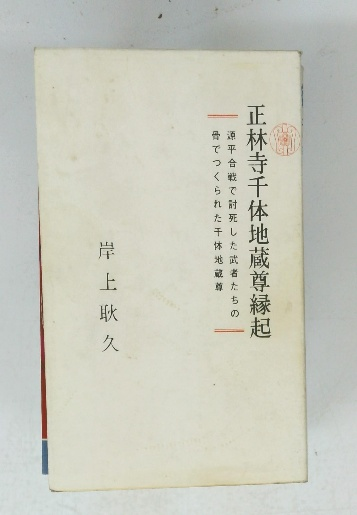 正林寺千体地蔵尊縁起
源平合戦で討死した武者たちの
骨でつくられた千体地蔵尊
岸上耿久